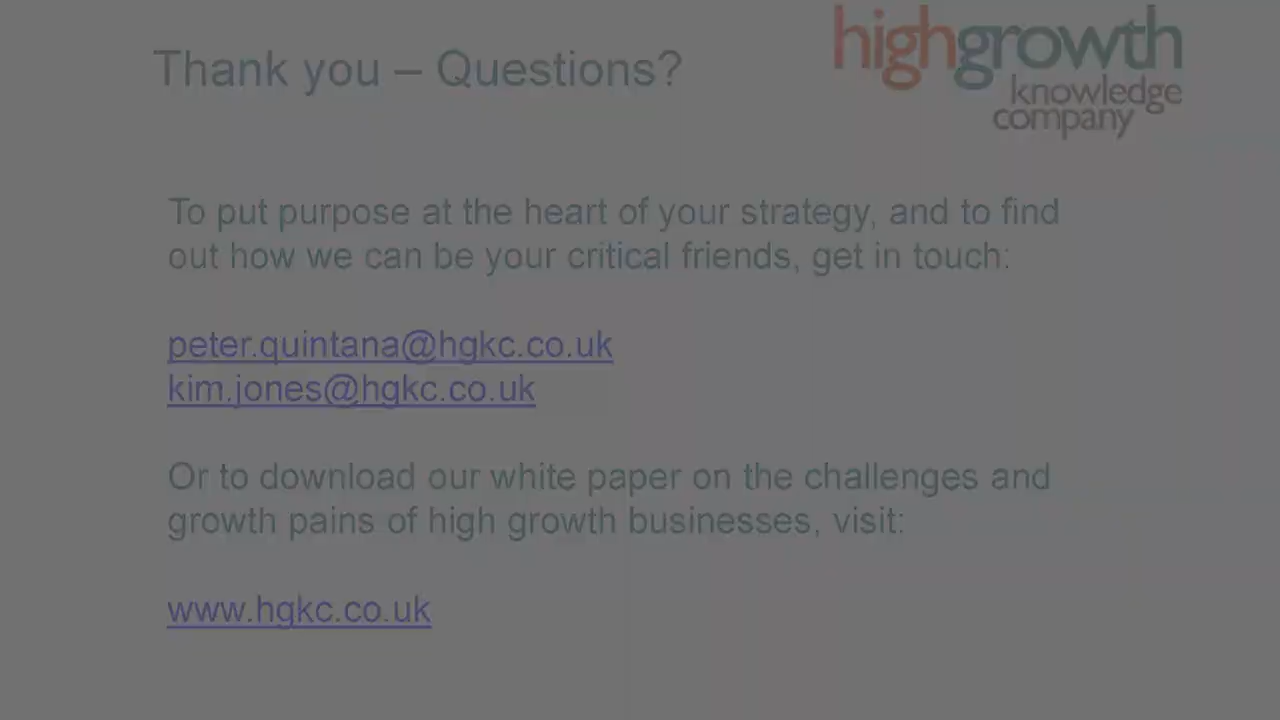 Thank you – Questions?
highgrowth
knowledge
company
To put purpose at the heart of your strategy, and to find
out how we can be your critical friends, get in touch:
peter.quintana@hgkc.co.uk
kim.jones@hgkc.co.uk
Or to download our white paper on the challenges and
growth pains of high growth businesses, visit:
www.hgkc.co.uk